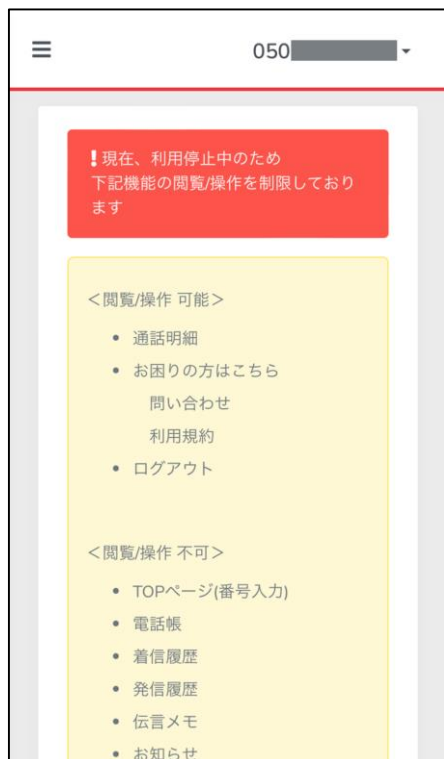 050
❗現在、利用停止中のため
下記機能の閲覧/操作を制限しており
ます
＜閲覧/操作 可能＞
• 通話明細
• お困りの方はこちら
問い合わせ
利用規約
• ログアウト
＜閲覧/操作 不可＞
• TOPページ(番号入力)
• 電話帳
• 着信履歴
• 発信履歴
• 伝言メモ
• お知らせ